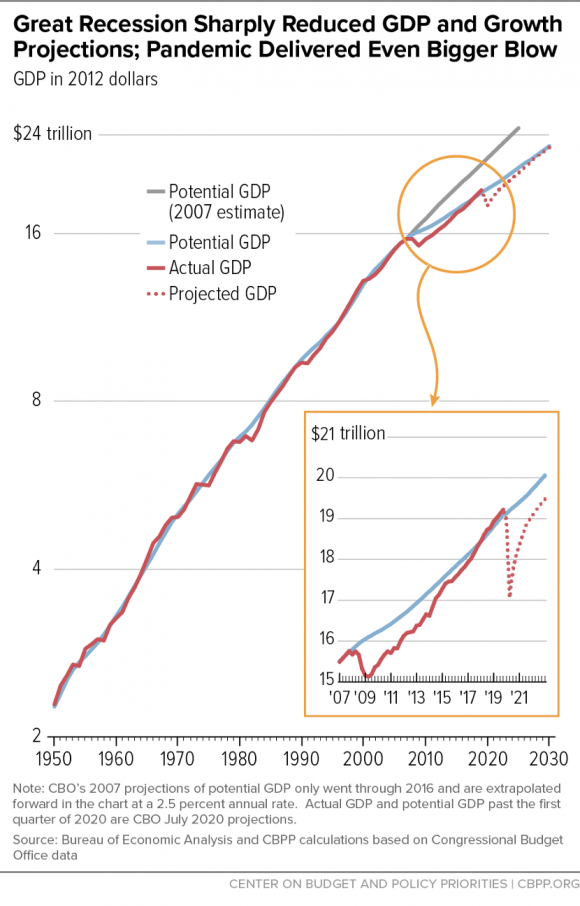 Great Recession Sharply Reduced GDP and Growth
Projections; Pandemic Delivered Even Bigger Blow
GDP in 2012 dollars
$24 trillion
Potential GDP
(2007 estimate)
Potential GDP
Actual GDP
Projected GDP
16
8
4
2
$21 trillion
20
19
18
17
16
15
'07 '09 '11 '13 '15 '17 '19 '21
1950 1960 1970 1980 1990 2000 2010 2020 2030
Note: CBO's 2007 projections of potential GDP only went through 2016 and are extrapolated
forward in the chart at a 2.5 percent annual rate. Actual GDP and potential GDP past the first
quarter of 2020 are CBO July 2020 projections.
Source: Bureau of Economic Analysis and CBPP calculations based on Congressional Budget
Office data
CENTER ON BUDGET AND POLICY PRIORITIES | CBPP.ORG